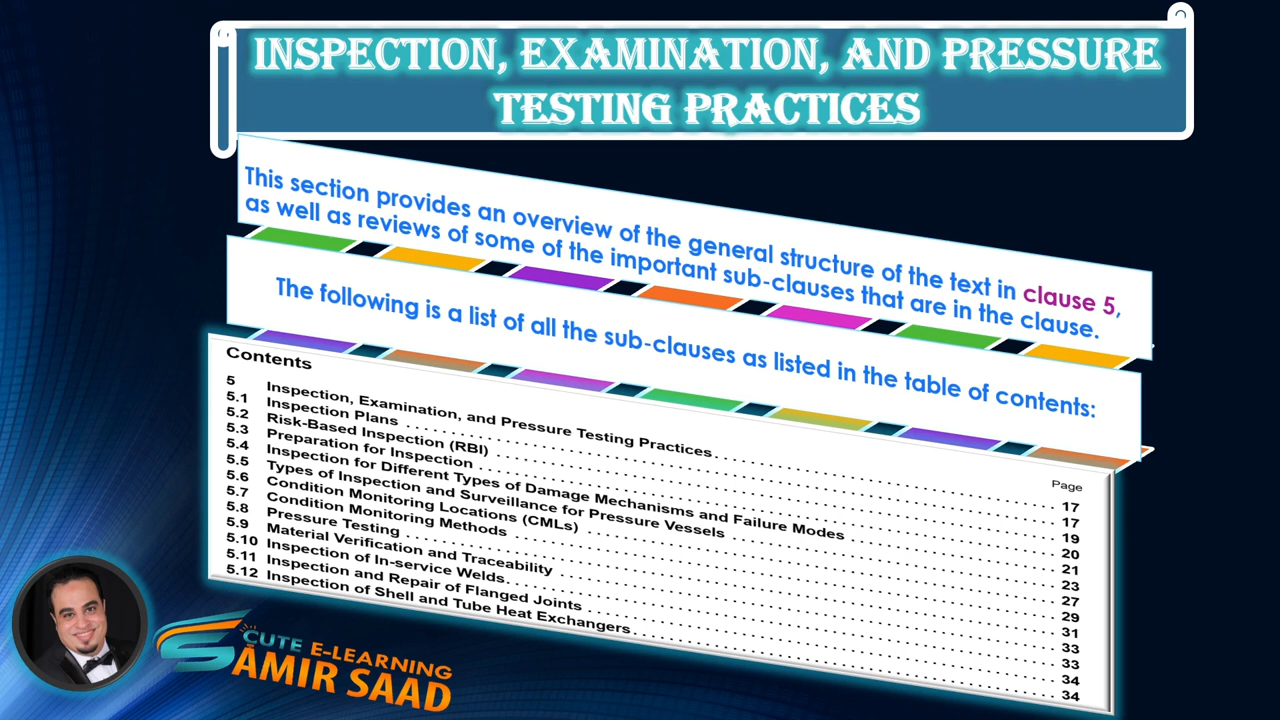 INSPECTION, EXAMINATION, AND PRESSURE
TESTING PRACTICES
This section provides an overview of the general structure of the text in clause 5,
as well as reviews of some of the important sub-clauses that are in the clause.
The following is a list of all the sub-clauses as listed in the table of contents:
Contents
Page
5 Inspection, Examination, and Pressure Testing Practices 17
5.1 Inspection Plans 17
5.2 Risk-Based Inspection (RBI) 19
5.3 Preparation for Inspection 20
5.4 Inspection for Different Types of Damage Mechanisms and Failure Modes 21
5.5 Types of Inspection and Surveillance for Pressure Vessels 23
5.6 Condition Monitoring Locations (CMLs) 27
5.7 Condition Monitoring Methods 29
5.8 Pressure Testing 31
5.9 Material Verification and Traceability 33
5.10 Inspection of In-service Welds 33
5.11 Inspection and Repair of Flanged Joints 34
5.12 Inspection of Shell and Tube Heat Exchangers 34
CUTE E-LEARNING
SAMIR SAAD